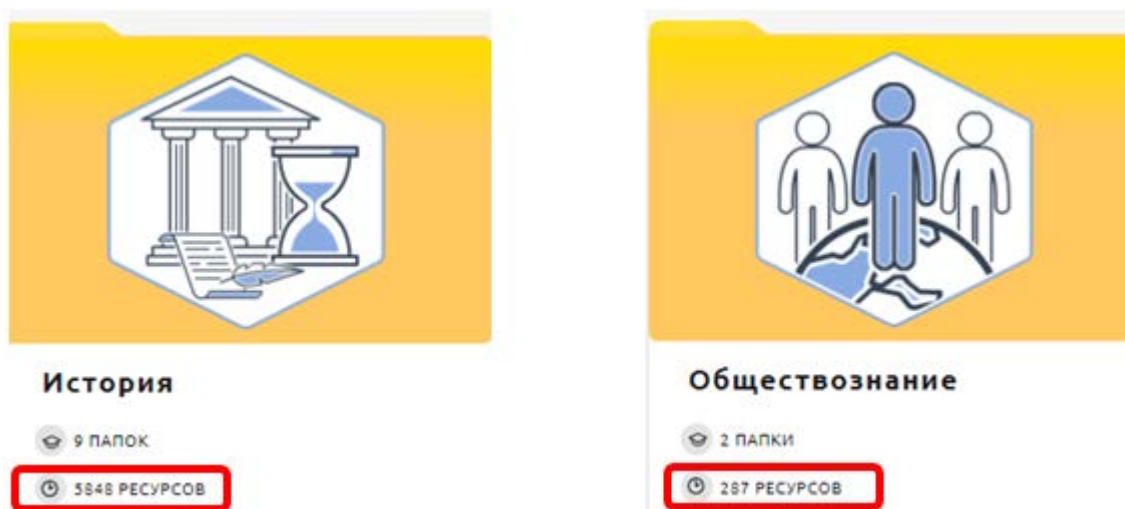 История
9 ПАПОК
5848 РЕСУРСОВ
Обществознание
2 ПАПКИ
287 РЕСУРСОВ